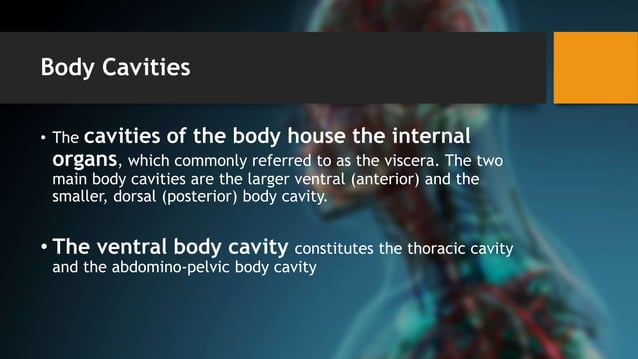 Body Cavities
• The cavities of the body house the internal
organs, which commonly referred to as the viscera. The two
main body cavities are the larger ventral (anterior) and the
smaller, dorsal (posterior) body cavity.
• The ventral body cavity constitutes the thoracic cavity
and the abdomino-pelvic body cavity